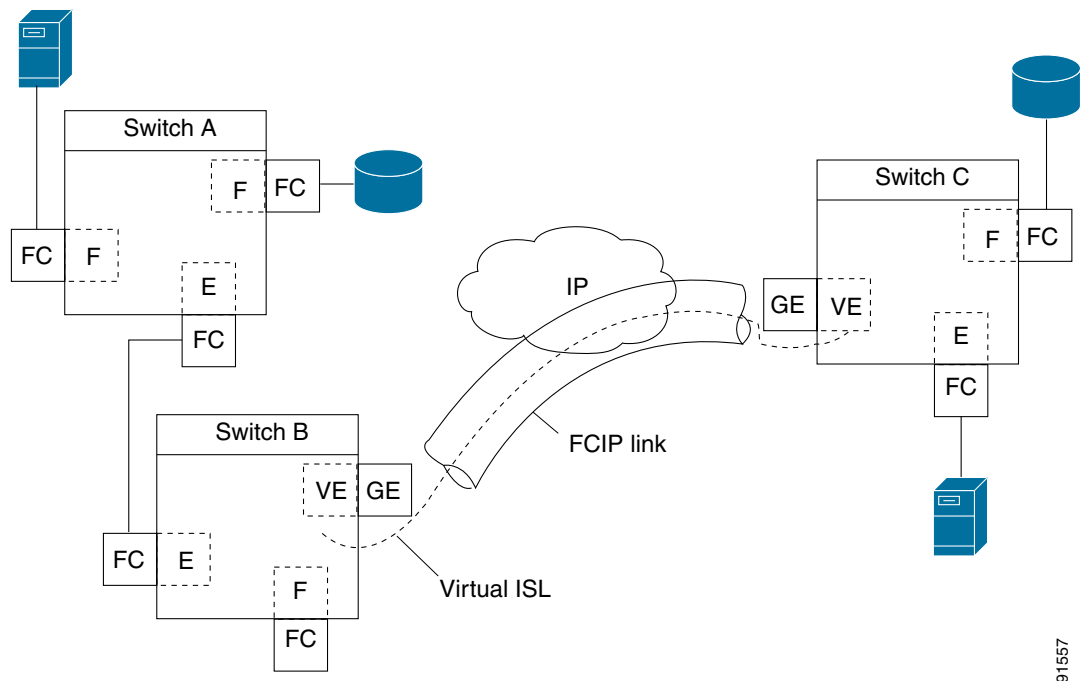 Switch A
F
FC
FC
F
E
FC
Switch B
VE
GE
FC
E
F
FC
IP
FCIP link
Virtual ISL
Switch C
F
FC
GE
VE
E
FC
91557